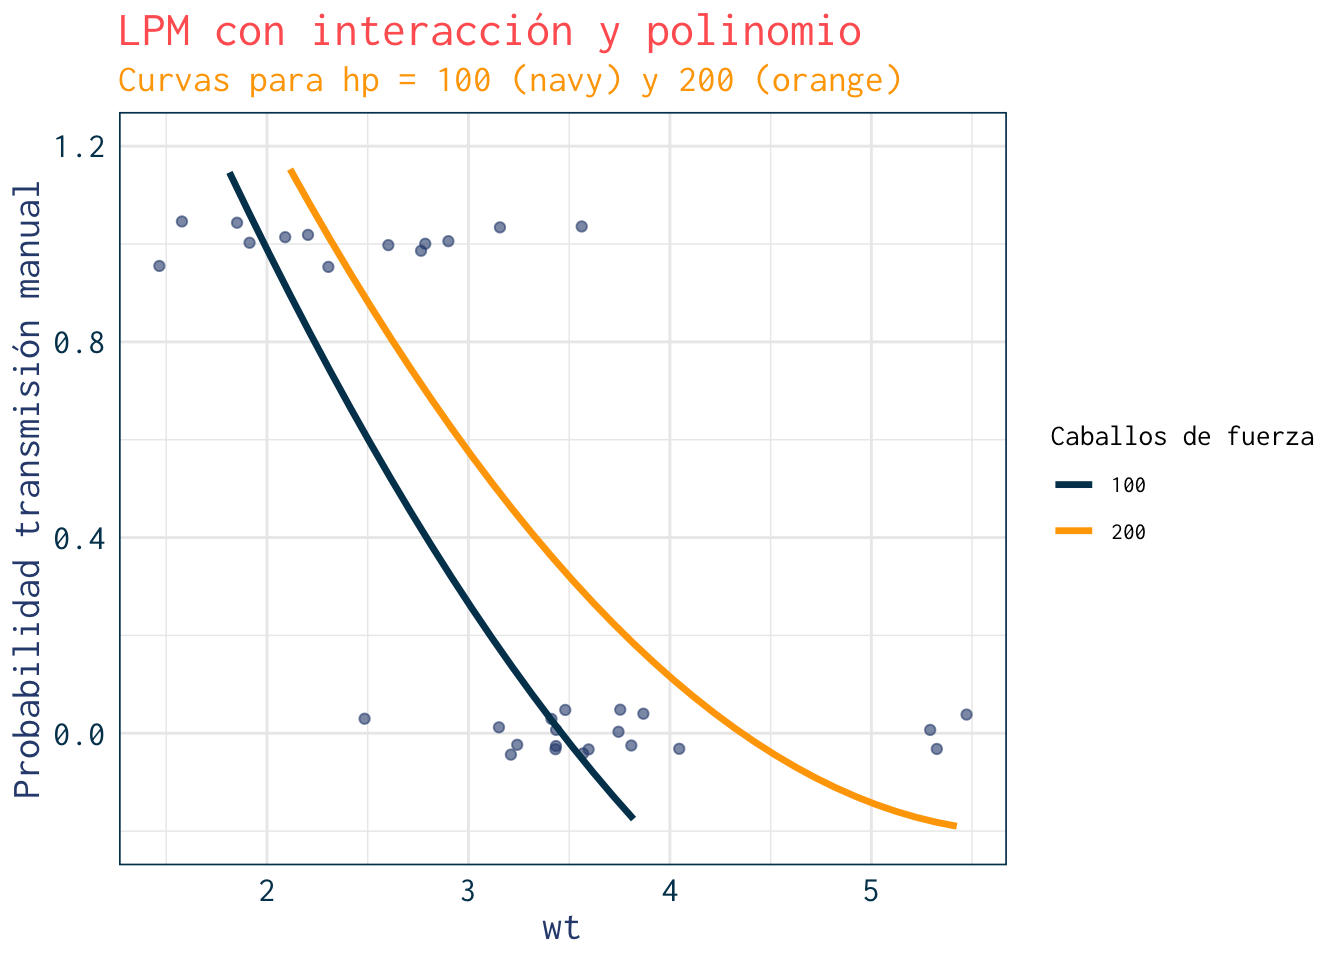 LPM con interacción y polinomio
Curvas para hp = 100 (navy) y 200 (orange)
Probabilidad transmisión manual
1.2
0.8
0.4
0.0
2 3 4 5
wt
Caballos de fuerza
100
200